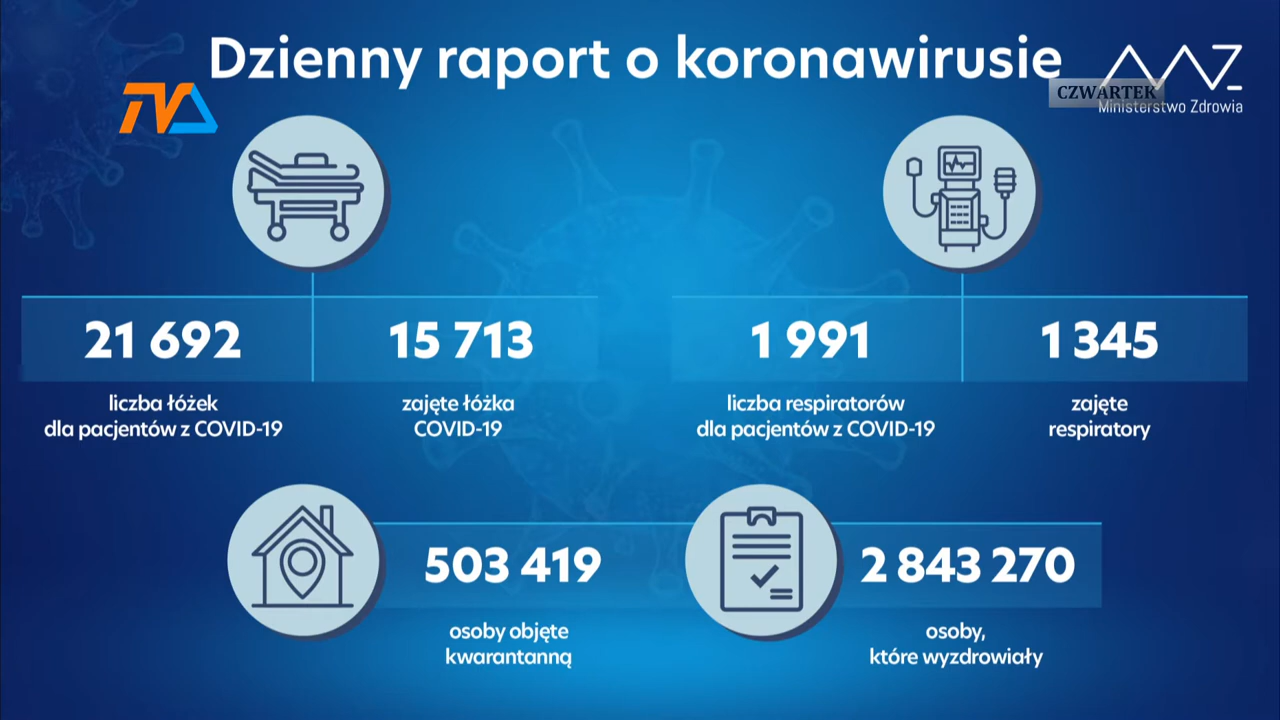 Dzienny raport o koronawirusie
TVA
CZWARTEK
Ministerstwo Zdrowia
21 692
liczba łóżek
dla pacjentów z COVID-19
15 713
zajęte łóżka
COVID-19
1 991
liczba respiratorów
dla pacjentów z COVID-19
1 345
zajęte
respiratory
503 419
osoby objęte
kwarantanną
2 843 270
osoby,
które wyzdrowiały